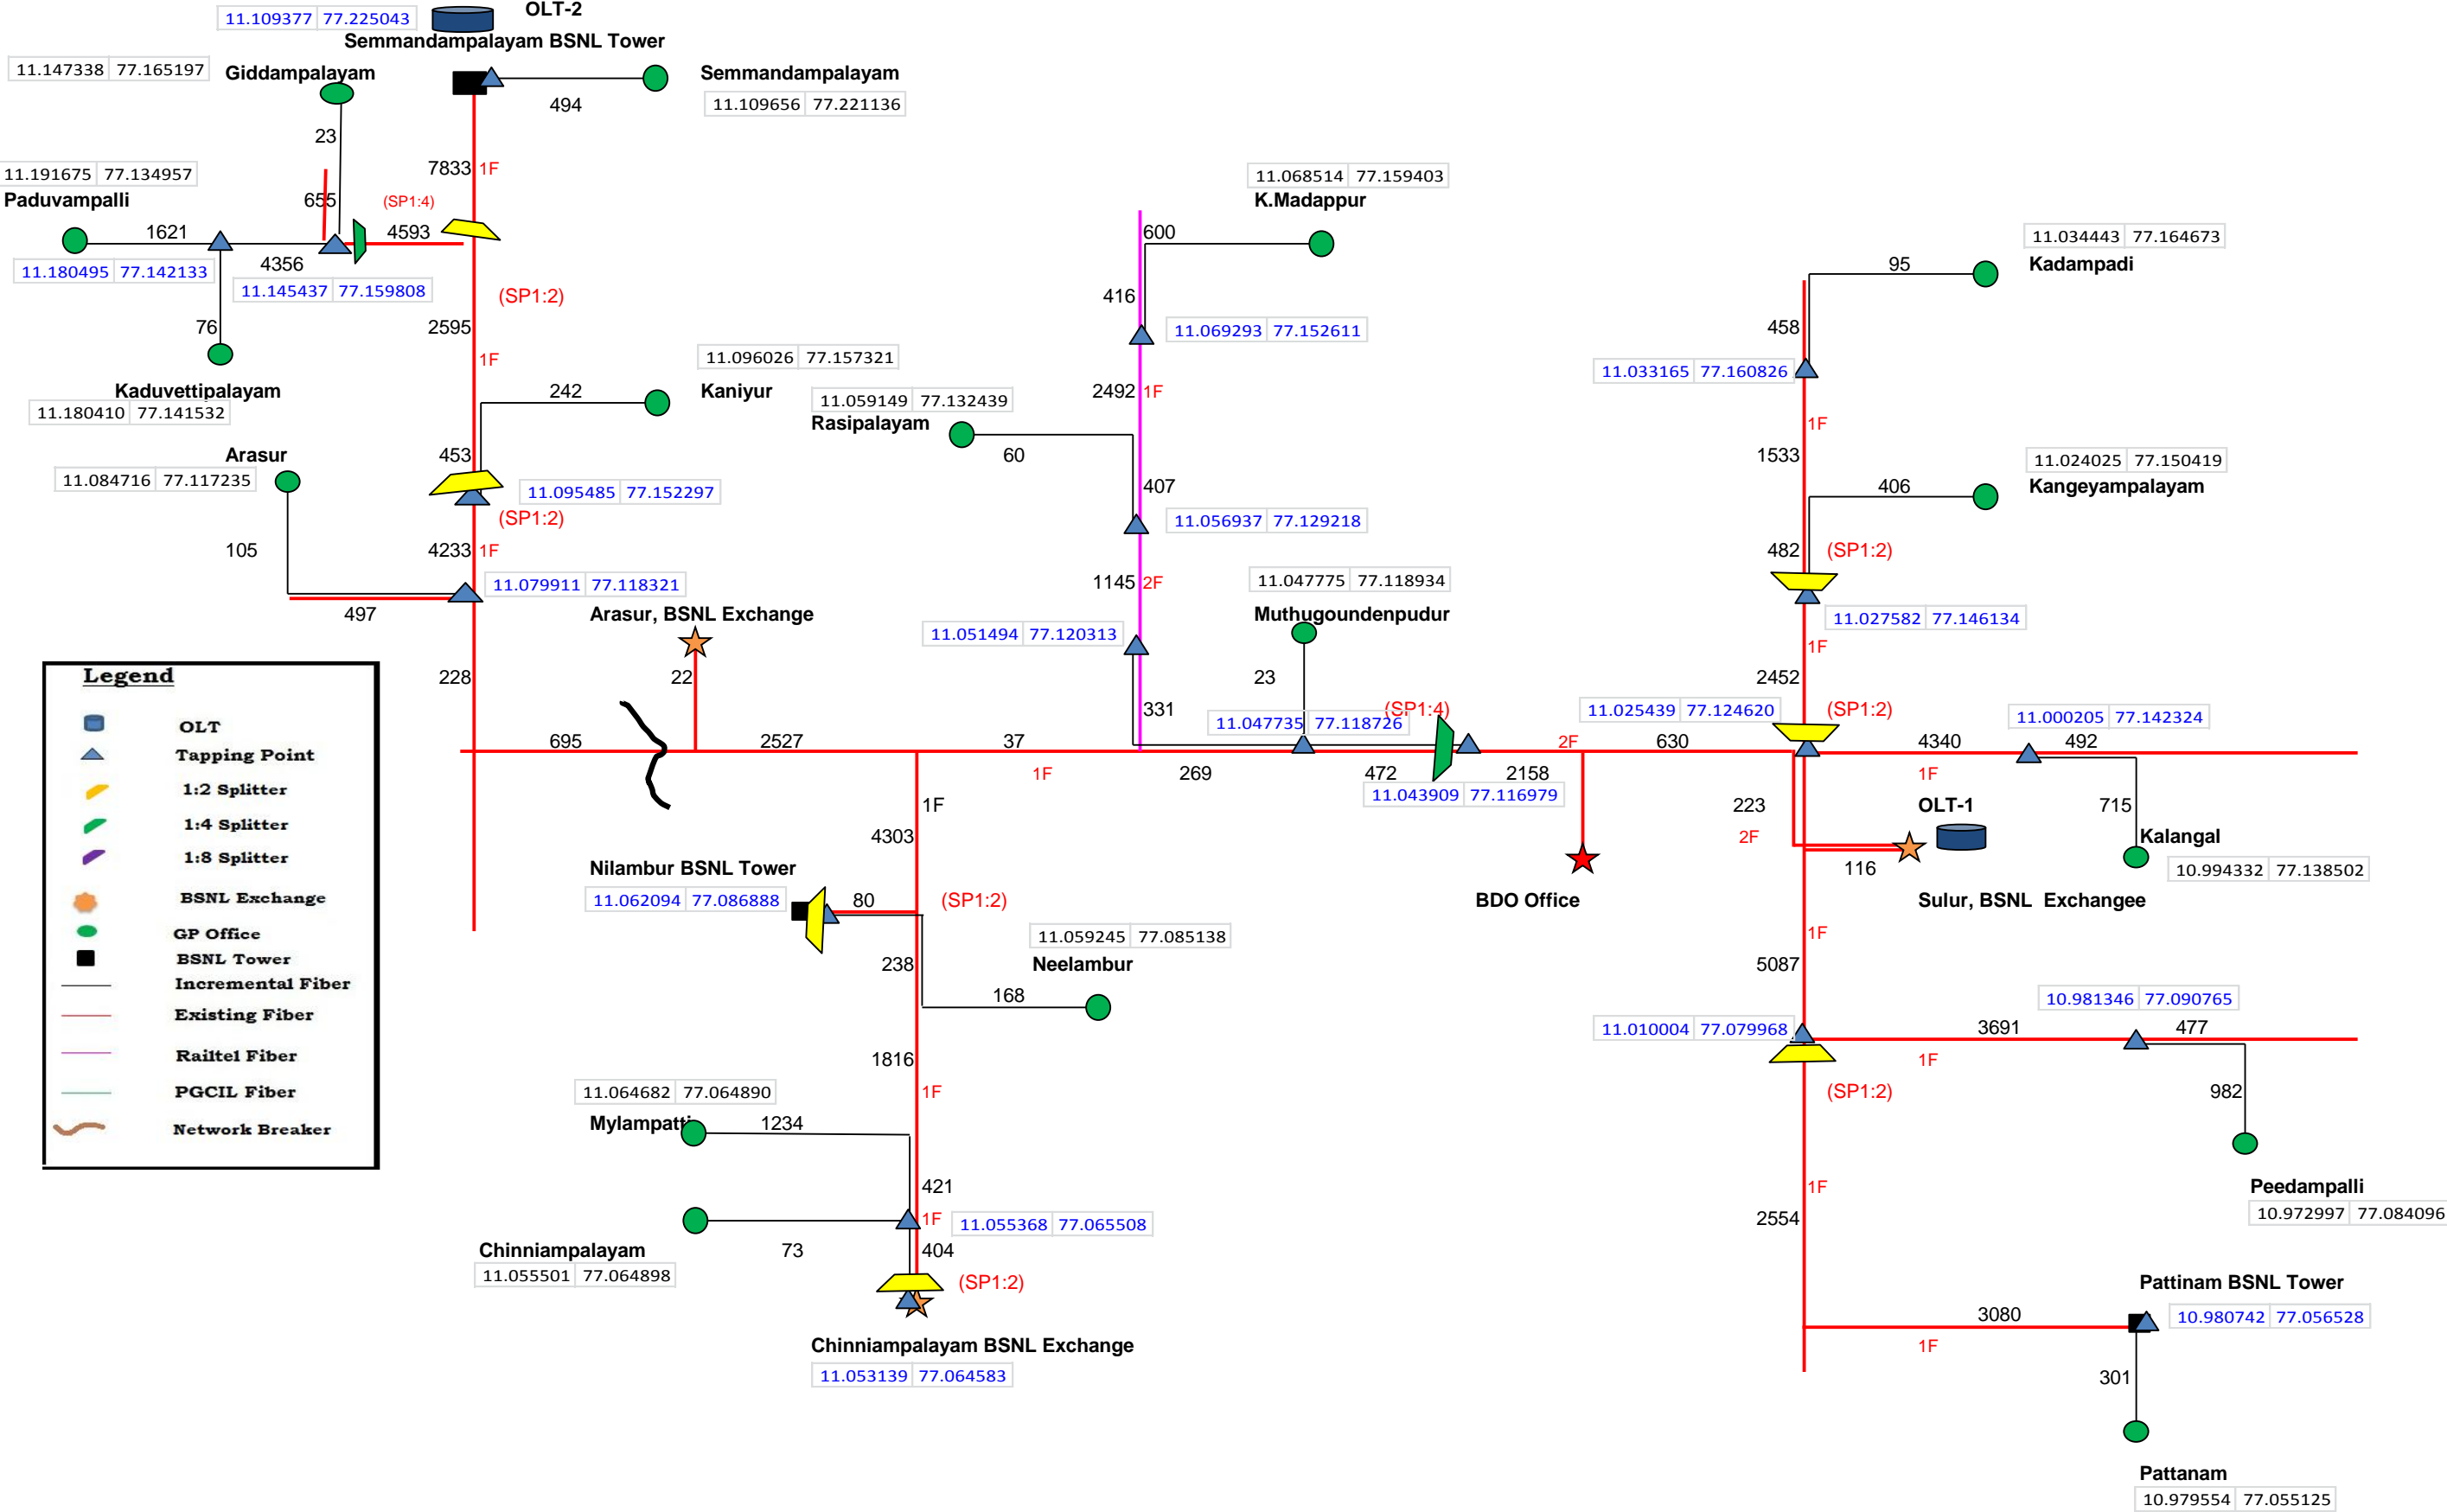 OLT-2
11.109377 77.225043
Semmandampalayam BSNL Tower
11.147338 77.165197
Giddampalayam
Semmandampalayam
494
11.109656 77.221136
23
7833 1F
11.191675 77.134957
Paduvampalli
655
(SP1:4)
1621
4593
11.180495 77.142133
4356
11.145437 77.159808
(SP1:2)
76
2595
1F
Kaduvettipalayam
11.180410 77.141532
11.096026 77.157321
242
Kaniyur
Arasur
11.084716 77.117235
453
11.095485 77.152297
(SP1:2)
105
4233 1F
11.079911 77.118321
497
Arasur, BSNL Exchange
228
22
695
2527
37
1F
11.068514 77.159403
K.Madappur
600
416
11.069293 77.152611
2492 1F
11.059149 77.132439
Rasipalayam
60
407
11.056937 77.129218
1145 2F
11.047775 77.118934
Muthugoundenpudur
11.051494 77.120313
23
331
11.047735 77.118726
(SP1:4)
269
472
2158
11.043909 77.116979
2F
630
BDO Office
11.034443 77.164673
Kadampadi
95
458
11.033165 77.160826
1F
1533
11.024025 77.150419
Kangeyampalayam
406
482
(SP1:2)
11.027582 77.146134
1F
2452
11.025439 77.124620
(SP1:2)
11.000205 77.142324
4340
492
1F
223
OLT-1
715
2F
Kalangal
116
10.994332 77.138502
Sulur, BSNL Exchangee
1F
5087
10.981346 77.090765
11.010004 77.079968
3691
477
1F
(SP1:2)
982
1F
2554
Peedampalli
10.972997 77.084096
Pattinam BSNL Tower
3080
10.980742 77.056528
1F
301
Pattanam
10.979554 77.055125
1F
4303
Nilambur BSNL Tower
11.062094 77.086888
80
(SP1:2)
11.059245 77.085138
Neelambur
238
168
1816
11.064682 77.064890
1F
Mylampatti
1234
421
1F
11.055368 77.065508
73
404
Chinniampalayam
11.055501 77.064898
(SP1:2)
Chinniampalayam BSNL Exchange
11.053139 77.064583
Legend
OLT
Tapping Point
1:2 Splitter
1:4 Splitter
1:8 Splitter
BSNL Exchange
GP Office
BSNL Tower
Incremental Fiber
Existing Fiber
Railtel Fiber
PGCIL Fiber
Network Breaker